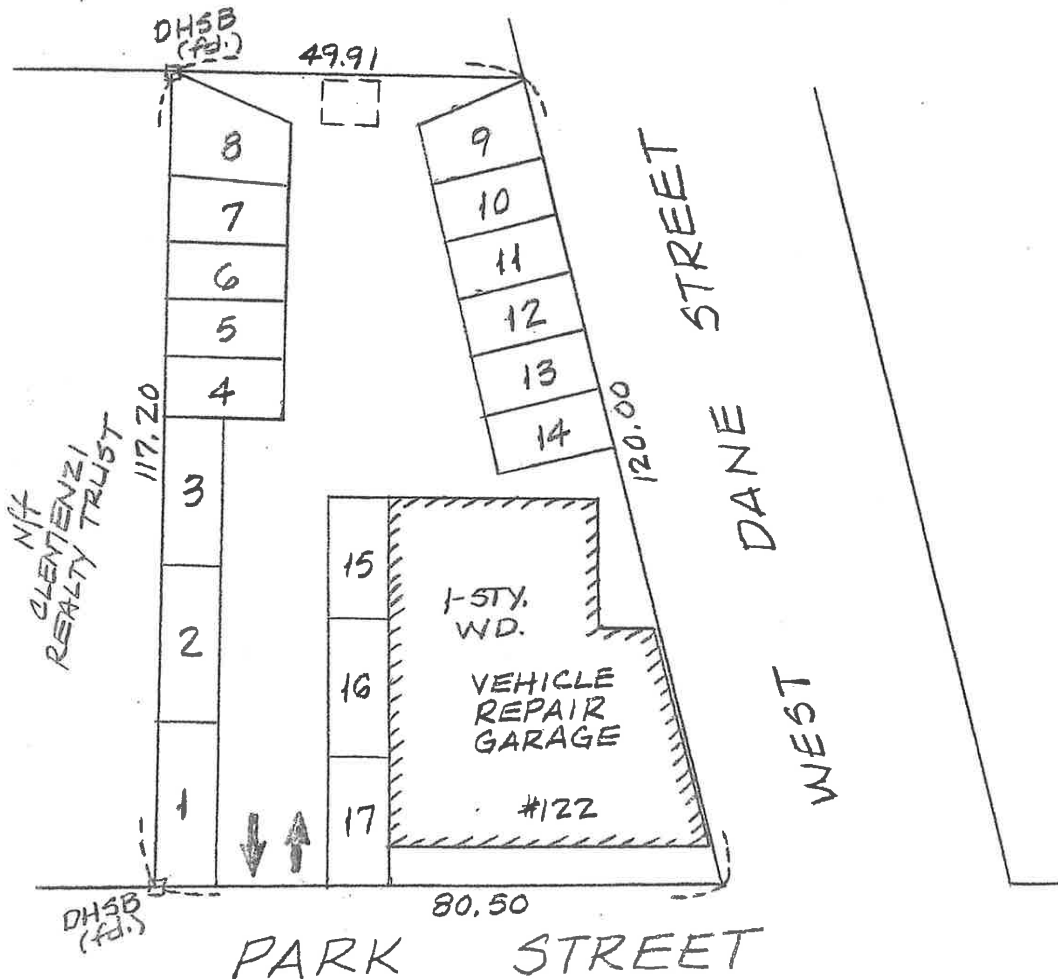 DHSB
(fd.)
49.91
8
7
6
5
4
3
2
1
9
10
11
12
13
14
117.20
120.00
N/f
CLEMENZI
REALTY TRUST
15
16
17
1-STY.
WD.
VEHICLE
REPAIR
GARAGE
#122
WEST DANE STREET
DHSB
(fd.)
80.50
PARK STREET